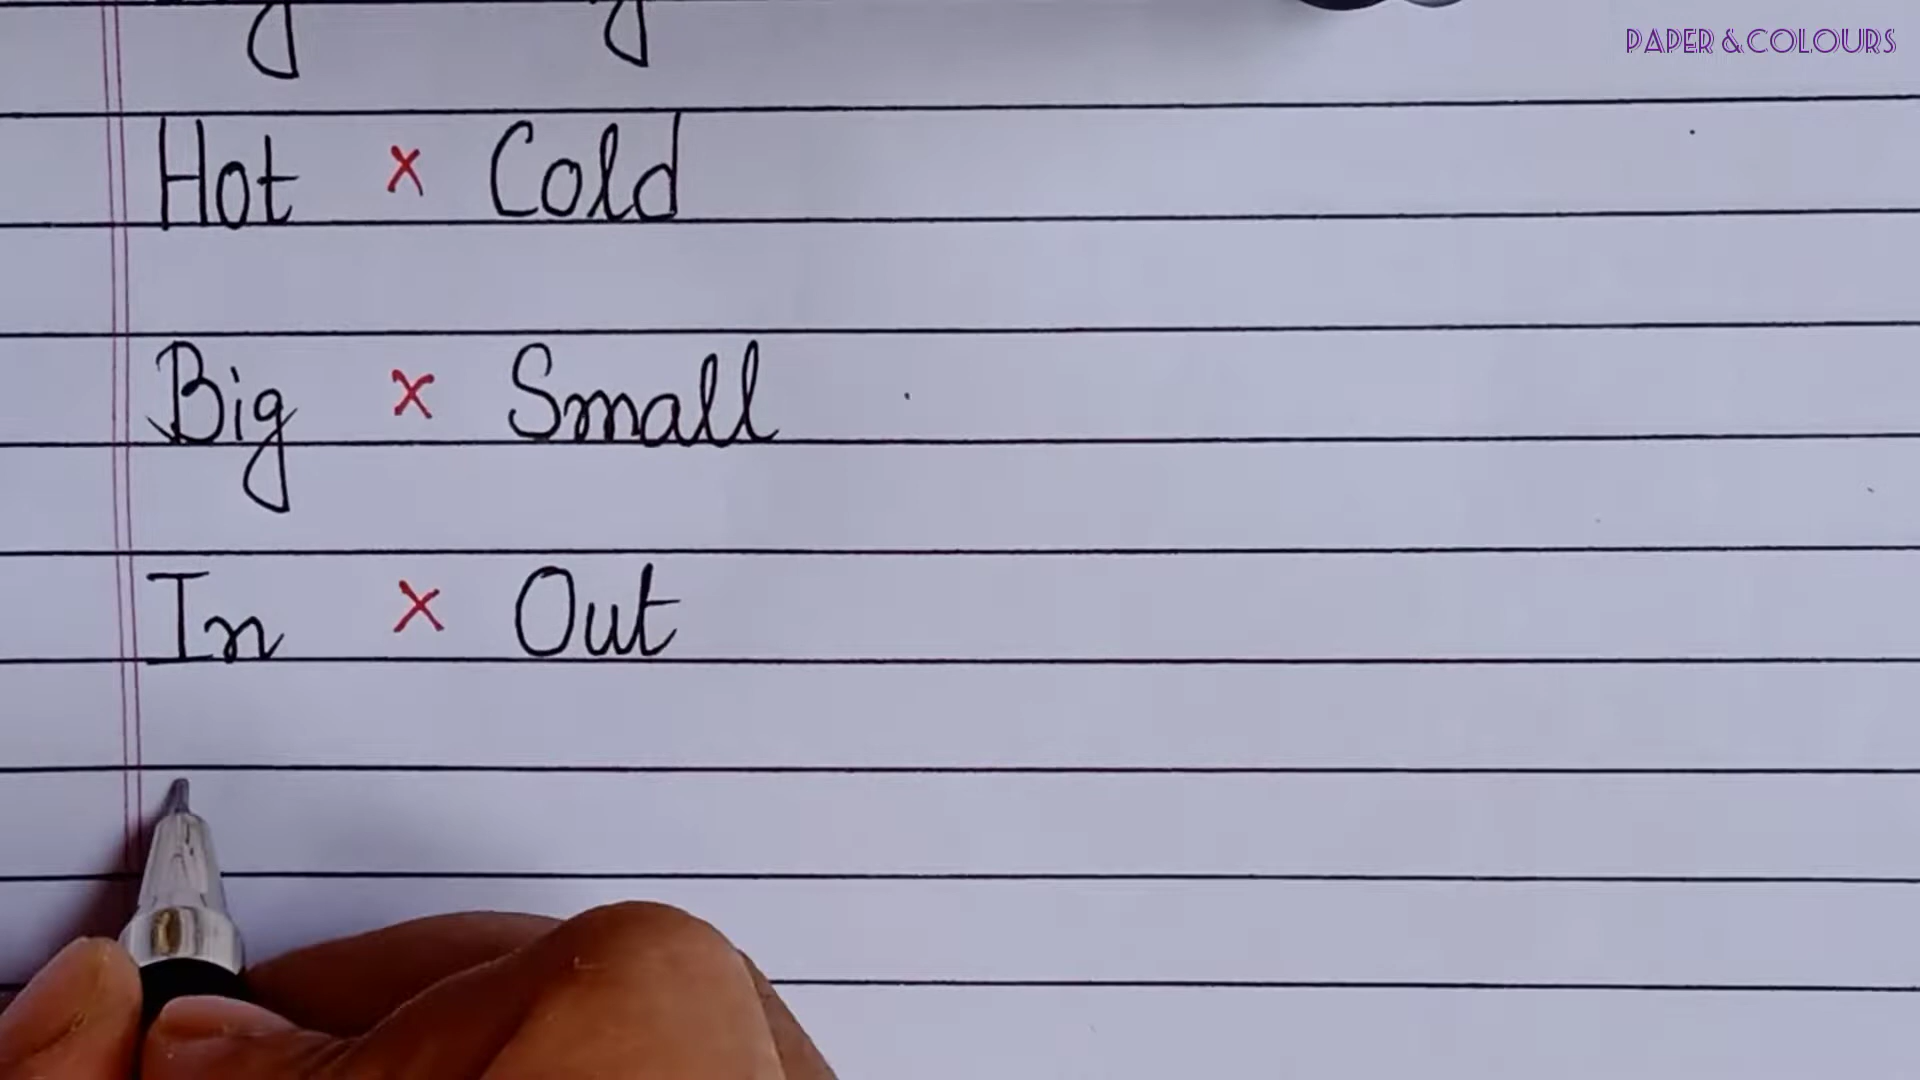 PAPER & COLOURS
Hot × Cold
Big × Small
In × Out